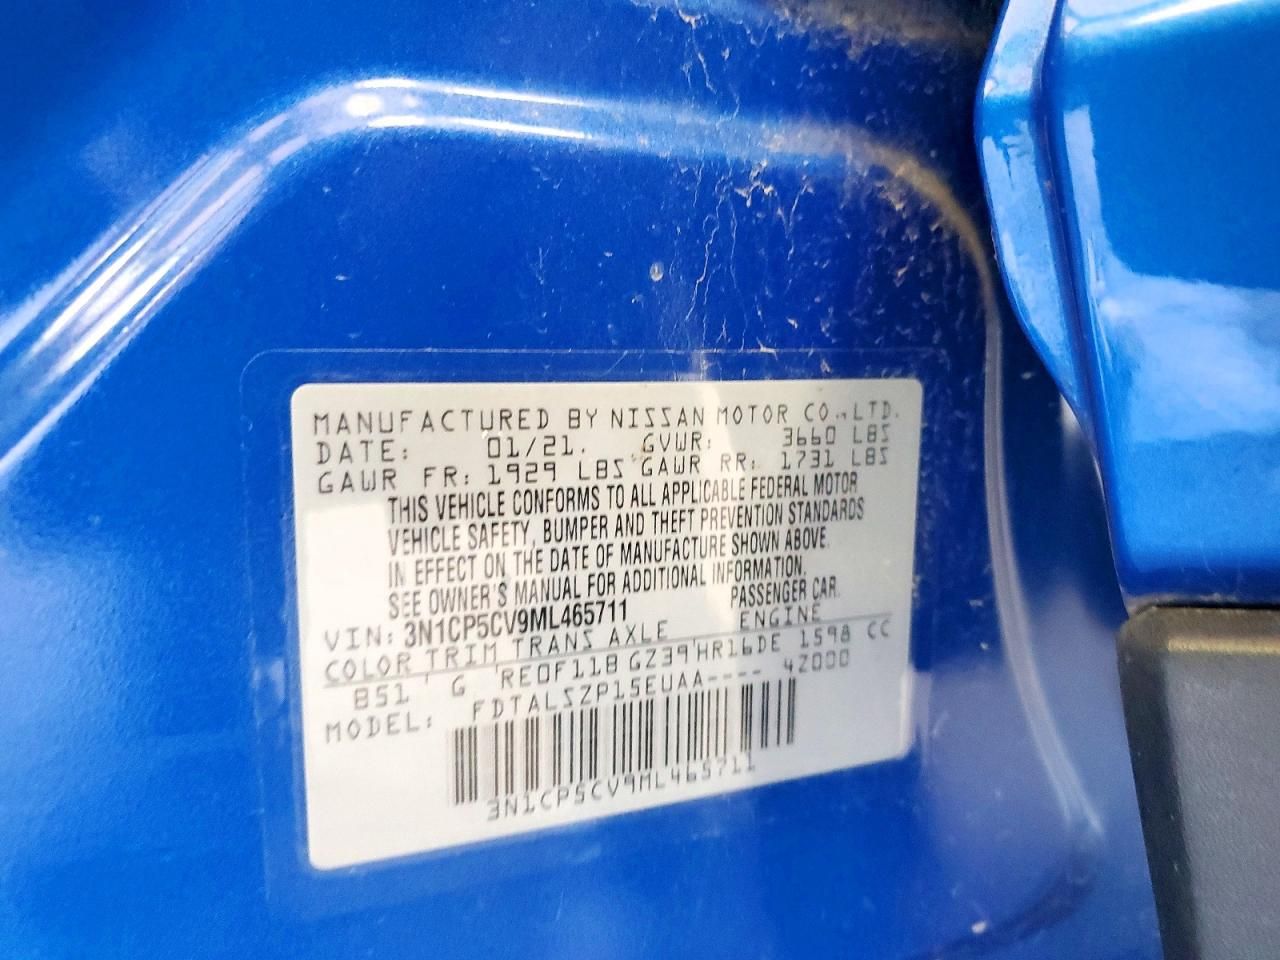 MANUFACTURED BY NISSAN MOTOR CO.,LTD.
DATE: 01/21. GVWR: 3660 LBS
GAWR FR: 1929 LBS GAWR RR: 1731 LBS
THIS VEHICLE CONFORMS TO ALL APPLICABLE FEDERAL MOTOR
VEHICLE SAFETY, BUMPER AND THEFT PREVENTION STANDARDS
IN EFFECT ON THE DATE OF MANUFACTURE SHOWN ABOVE.
SEE OWNER'S MANUAL FOR ADDITIONAL INFORMATION.
VIN: 3N1CP5CV9ML465711 PASSENGER CAR
COLOR TRIM TRANS AXLE ENGINE
B51 G RE0F11B GZ39 HR16DE 1598 CC
MODEL: FDTALSZP15EUAA---- 42000
3N1CP5CV9ML465711